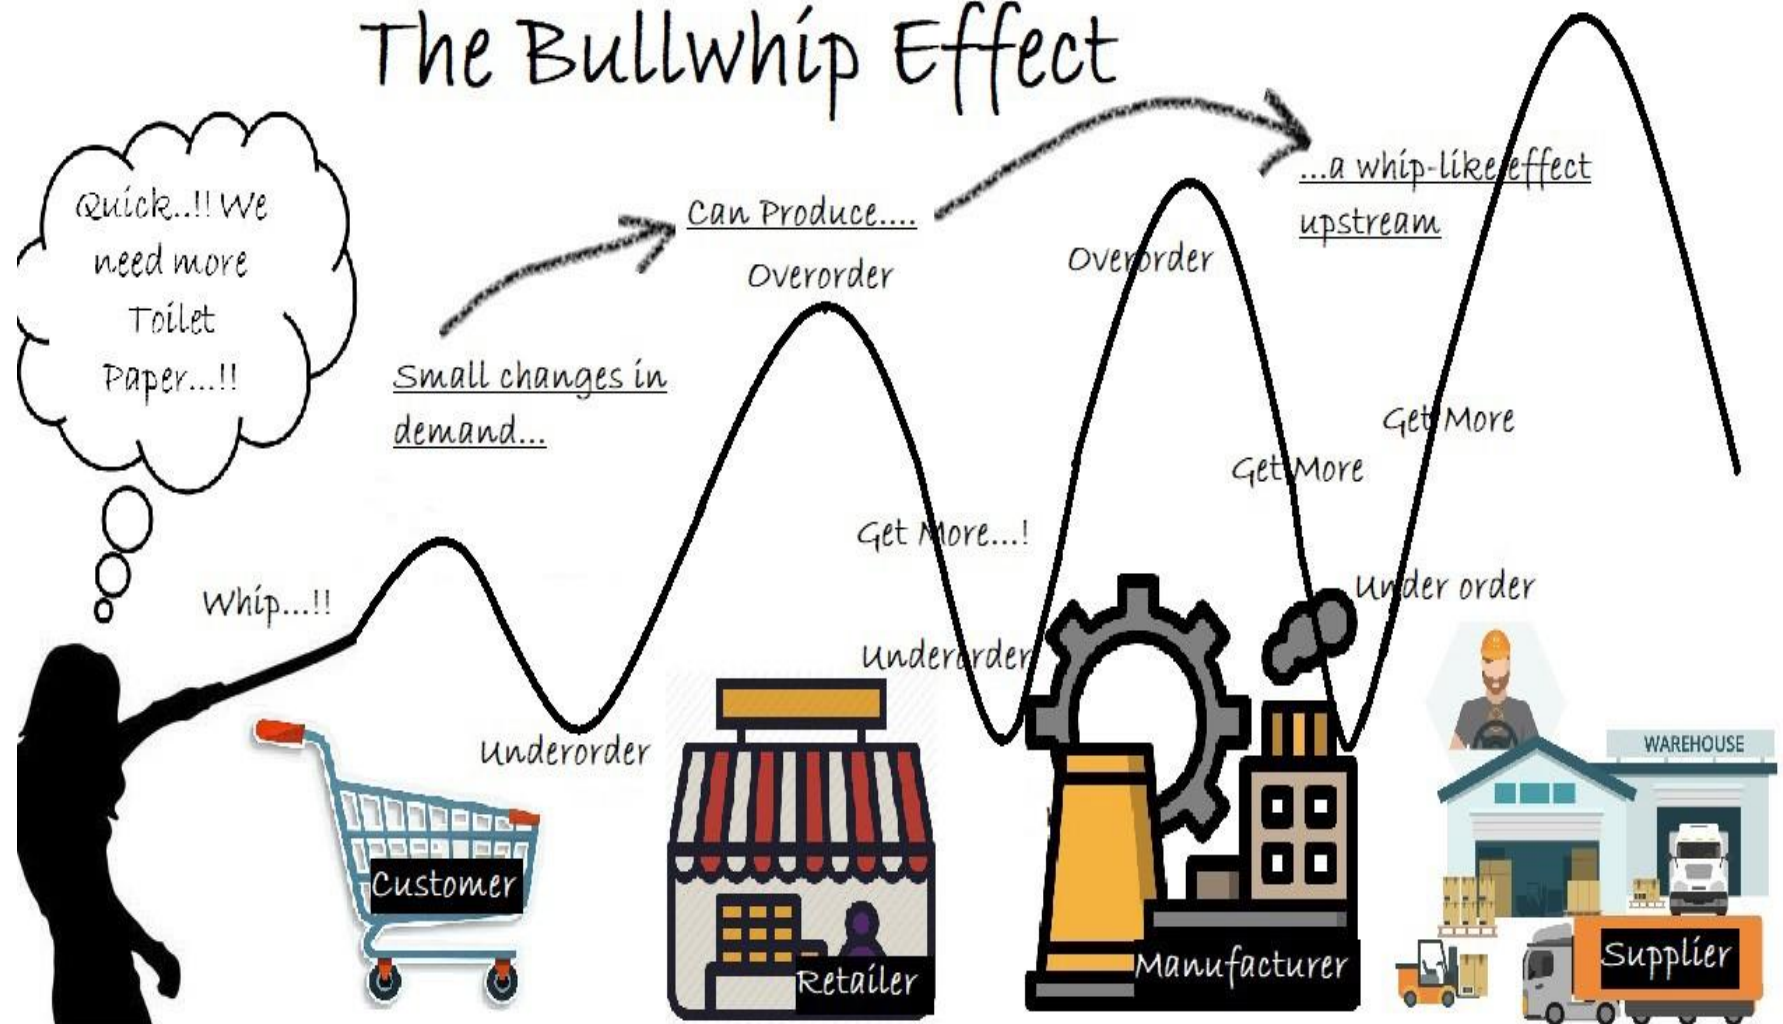 The Bullwhip Effect
Quick..!! We
need more
Toilet
Paper...!!
Small changes in
demand...
Can Produce....
...a whip-like effect
upstream
Overorder
Overorder
Get More
Get More
Get More...!
Under order
Whip...!!
Underorder
Underorder
WAREHOUSE
Customer
Retailer
Manufacturer
Supplier